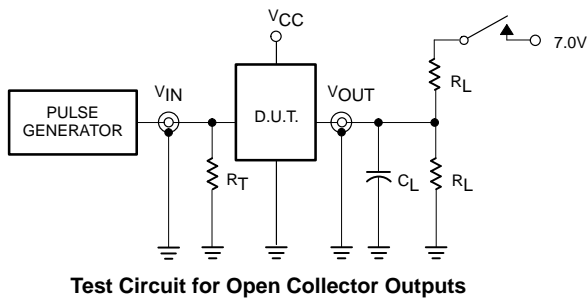 VCC
7.0V
RL
VIN
VOUT
PULSE
GENERATOR
D.U.T.
RT
CL
RL
Test Circuit for Open Collector Outputs